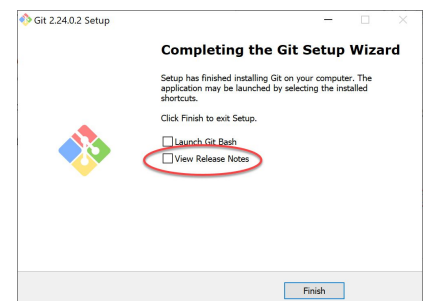 Git 2.24.0.2 Setup
Completing the Git Setup Wizard
Setup has finished installing Git on your computer. The
application may be launched by selecting the installed
shortcuts.
Click Finish to exit Setup.
Launch Git Bash
View Release Notes
Finish